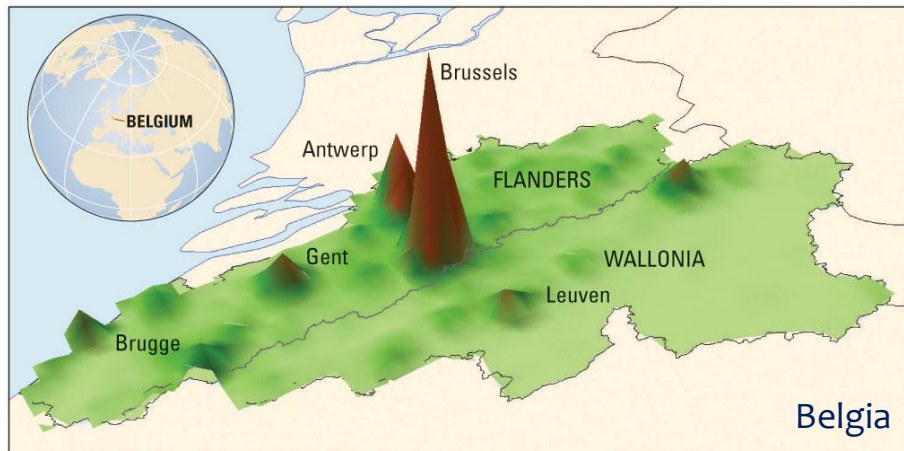 Brussels
BELGIUM
Antwerp
FLANDERS
Gent
WALLONIA
Leuven
Brugge
Belgia